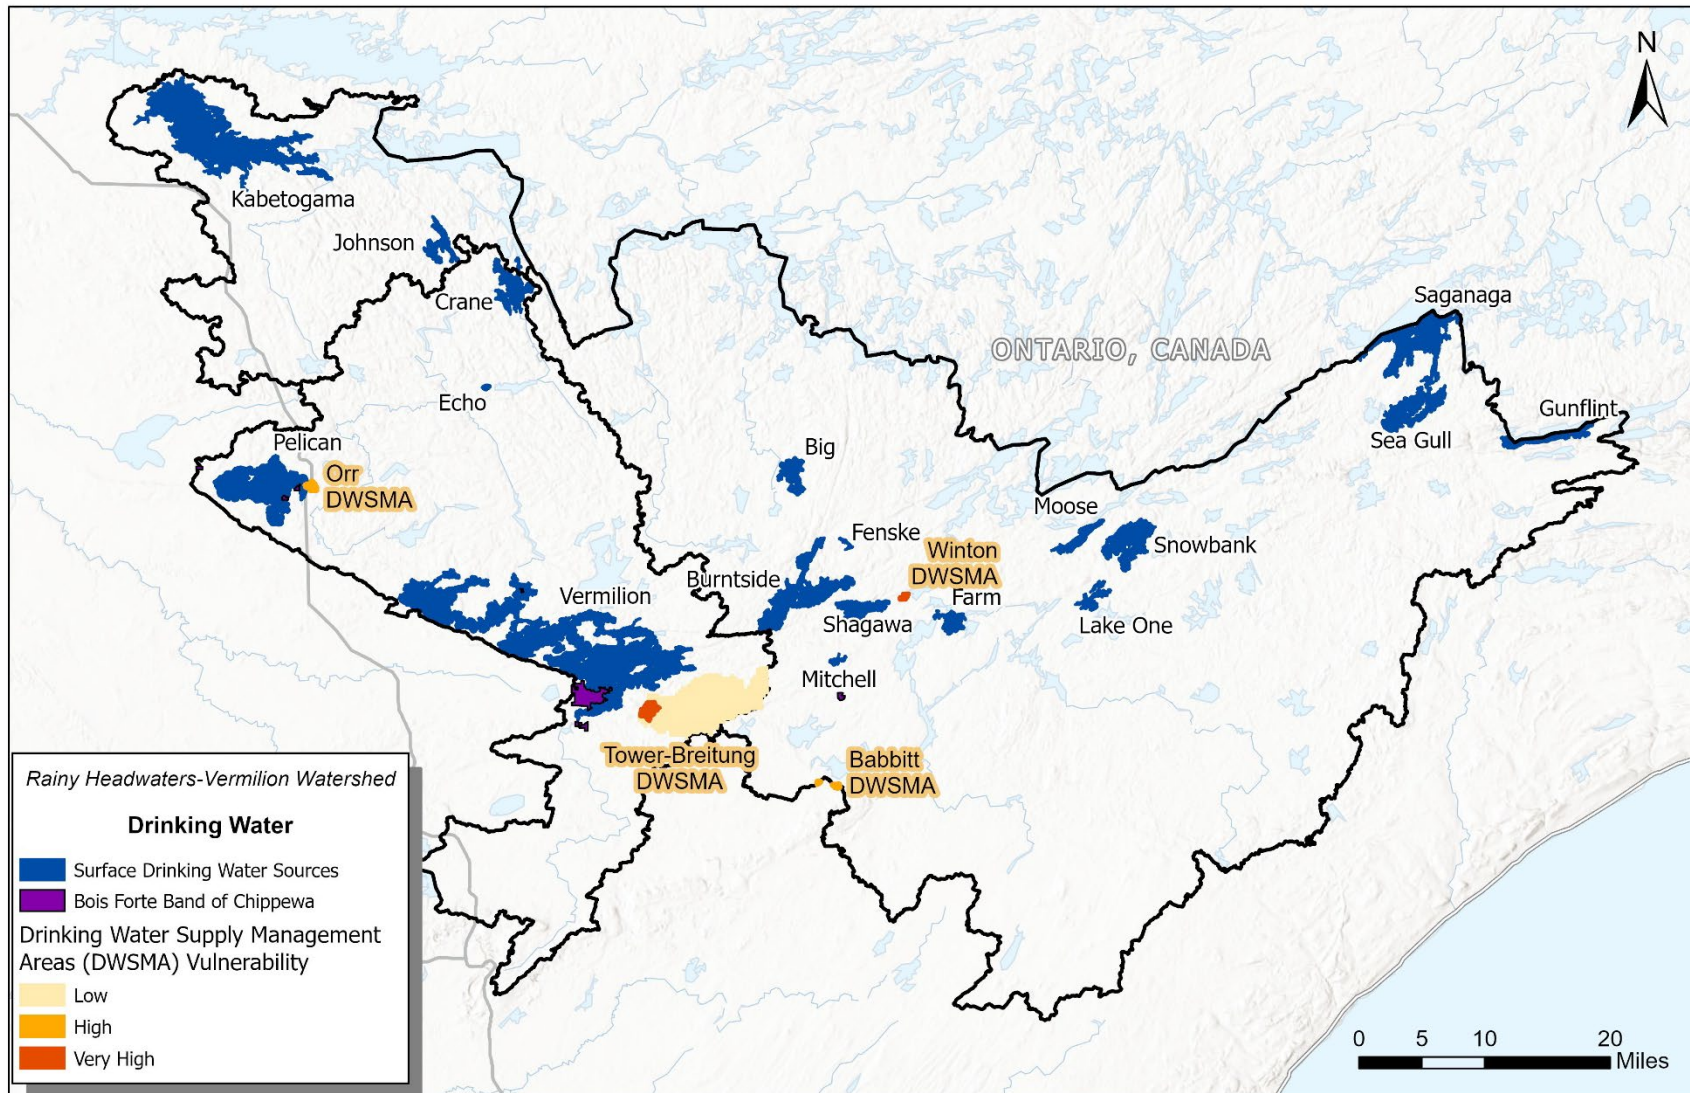 N
Kabetogama
Johnson
Crane
Saganaga
ONTARIO, CANADA
Echo
Gunflint
Sea Gull
Pelican
Big
Orr
DWSMA
Moose
Fenske
Snowbank
Winton
DWSMA
Burntside
Vermilion
Farm
Shagawa
Lake One
Mitchell
Tower-Breitung
DWSMA
Babbitt
DWSMA
Rainy Headwaters-Vermilion Watershed
Drinking Water
Surface Drinking Water Sources
Bois Forte Band of Chippewa
Drinking Water Supply Management
Areas (DWSMA) Vulnerability
Low
High
Very High
0 5 10 20
Miles